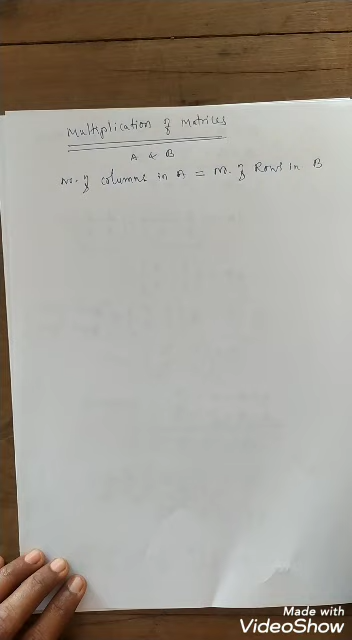 Multiplication of Matrices
A & B
No. of columns in A = No. of Rows in B
Made with
VideoShow